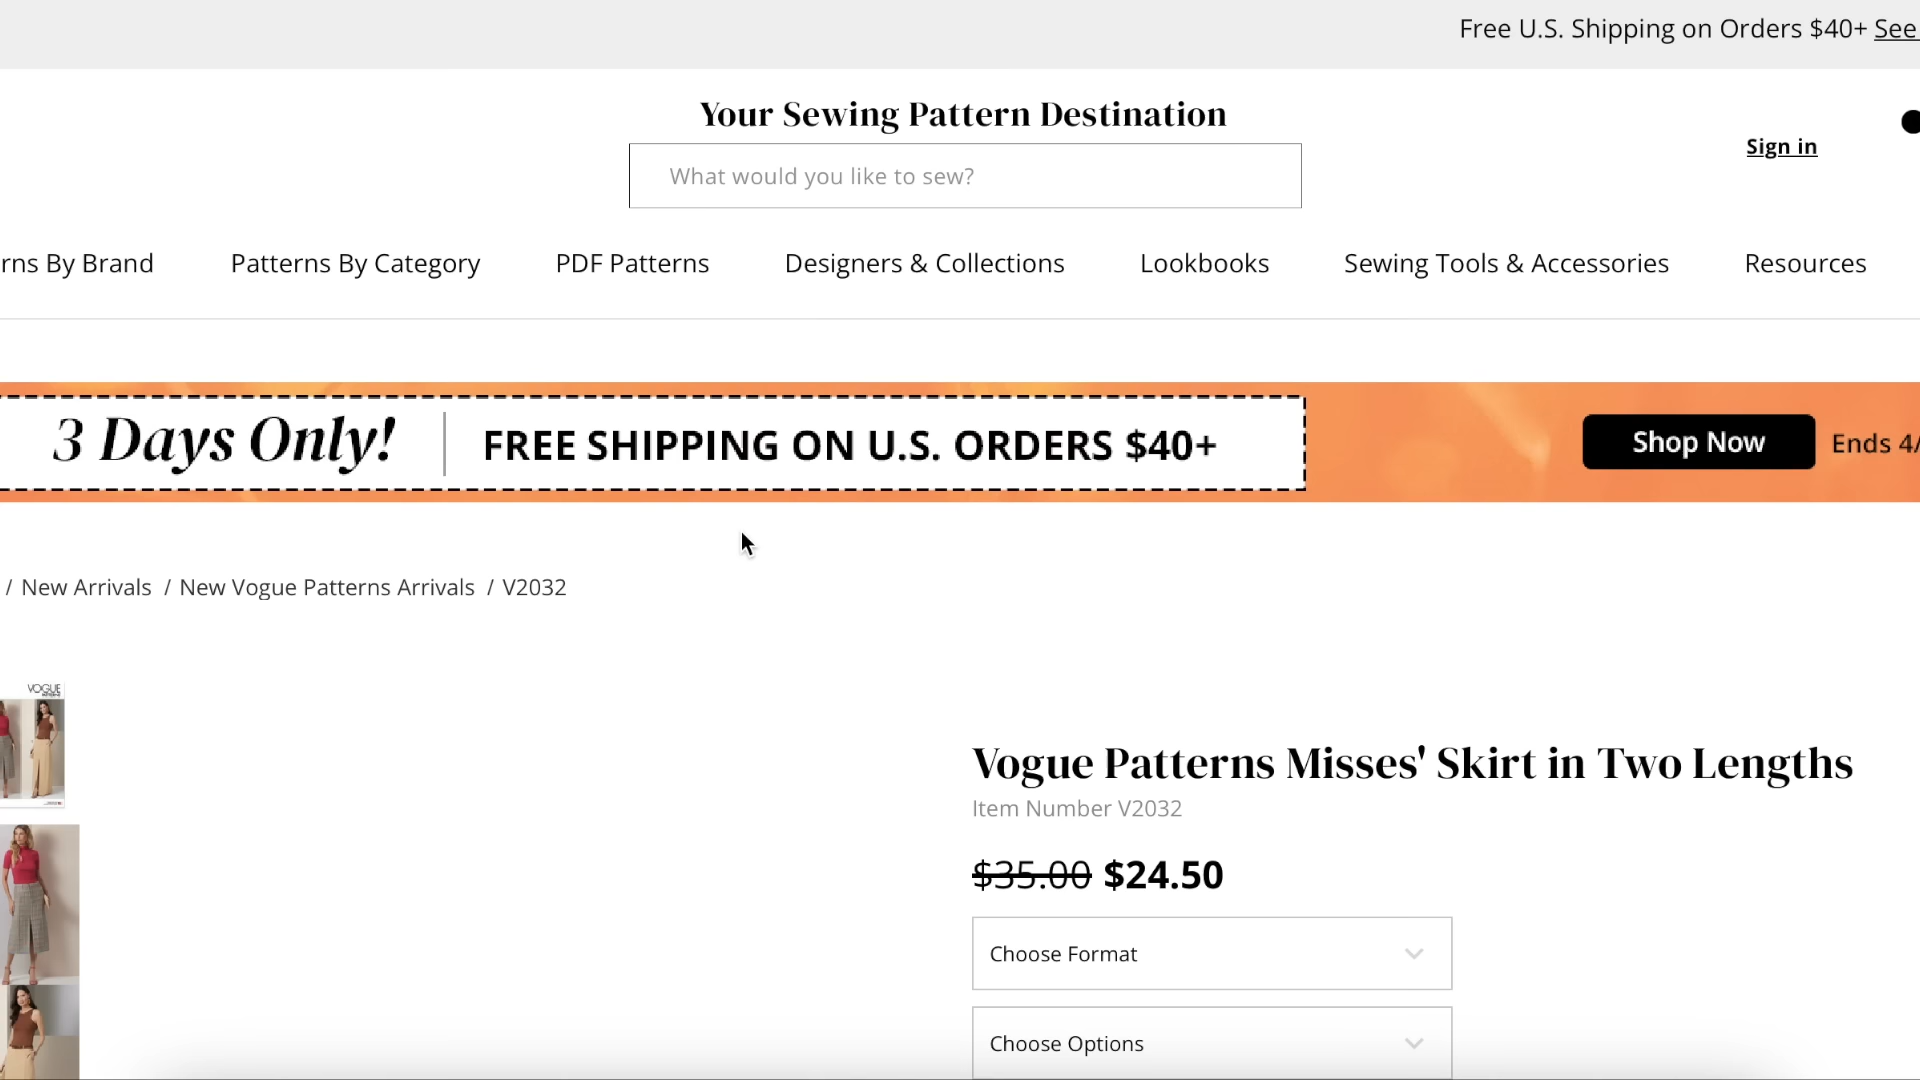 Free U.S. Shipping on Orders $40+ See
Your Sewing Pattern Destination
What would you like to sew?
Sign in
rns By Brand
Patterns By Category
PDF Patterns
Designers & Collections
Lookbooks
Sewing Tools & Accessories
Resources
3 Days Only!
FREE SHIPPING ON U.S. ORDERS $40+
Shop Now
Ends 4/
/ New Arrivals / New Vogue Patterns Arrivals / V2032
VOGUE
Vogue Patterns Misses' Skirt in Two Lengths
Item Number V2032
$35.00 $24.50
Choose Format
Choose Options